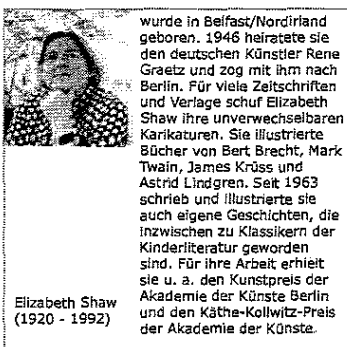 wurde in Belfast/Nordirland
geboren. 1946 heiratete sie
den deutschen Künstler Rene
Graetz und zog mit ihm nach
Berlin. Für viele Zeitschriften
und Verlage schuf Elizabeth
Shaw ihre unverwechselbaren
Karikaturen. Sie illustrierte
Bücher von Bert Brecht, Mark
Twain, James Krüss und
Astrid Lindgren. Seit 1963
schrieb und illustrierte sie
auch eigene Geschichten, die
inzwischen zu Klassikern der
Kinderliteratur geworden
sind. Für ihre Arbeit erhielt
sie u. a. den Kunstpreis der
Akademie der Künste Berlin
und den Käthe-Kollwitz-Preis
der Akademie der Künste.
Elizabeth Shaw
(1920 - 1992)